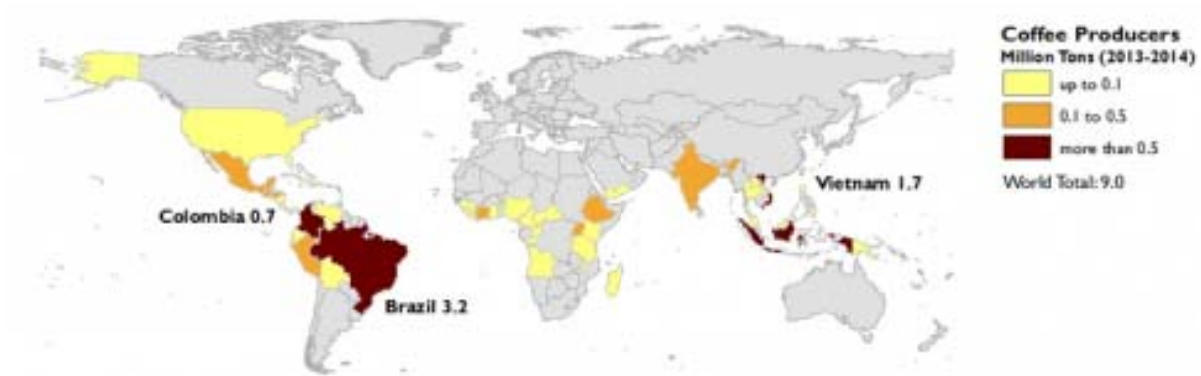 Coffee Producers
Million Tons (2013-2014)
up to 0.1
0.1 to 0.5
more than 0.5
World Total: 9.0
Vietnam 1.7
Colombia 0.7
Brazil 3.2